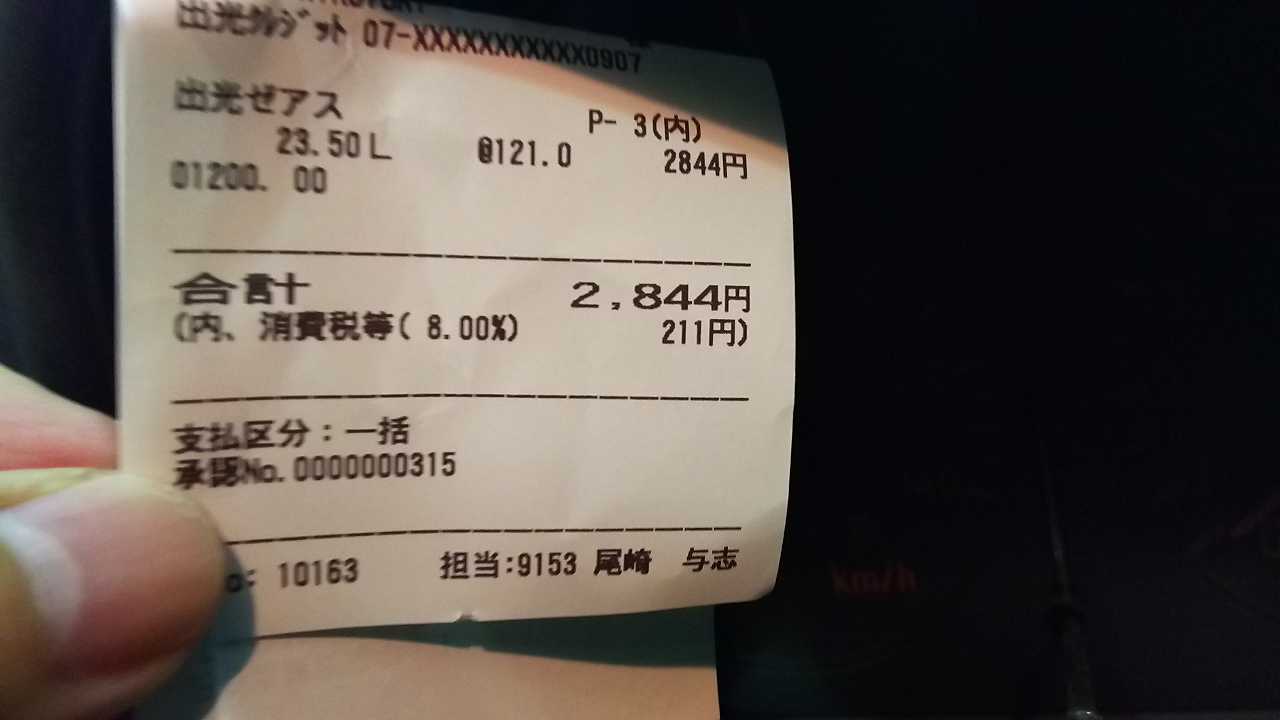 出光クレジット 07-XXXXXXXXXXX0907
出光ゼアス P- 3(内)
23.50L @121.0 2844円
01200. 00
合計 2,844円
(内、消費税等( 8.00%) 211円)
支払区分:一括
承認No.0000000315
10163 担当:9153 尾崎 与志
km/h